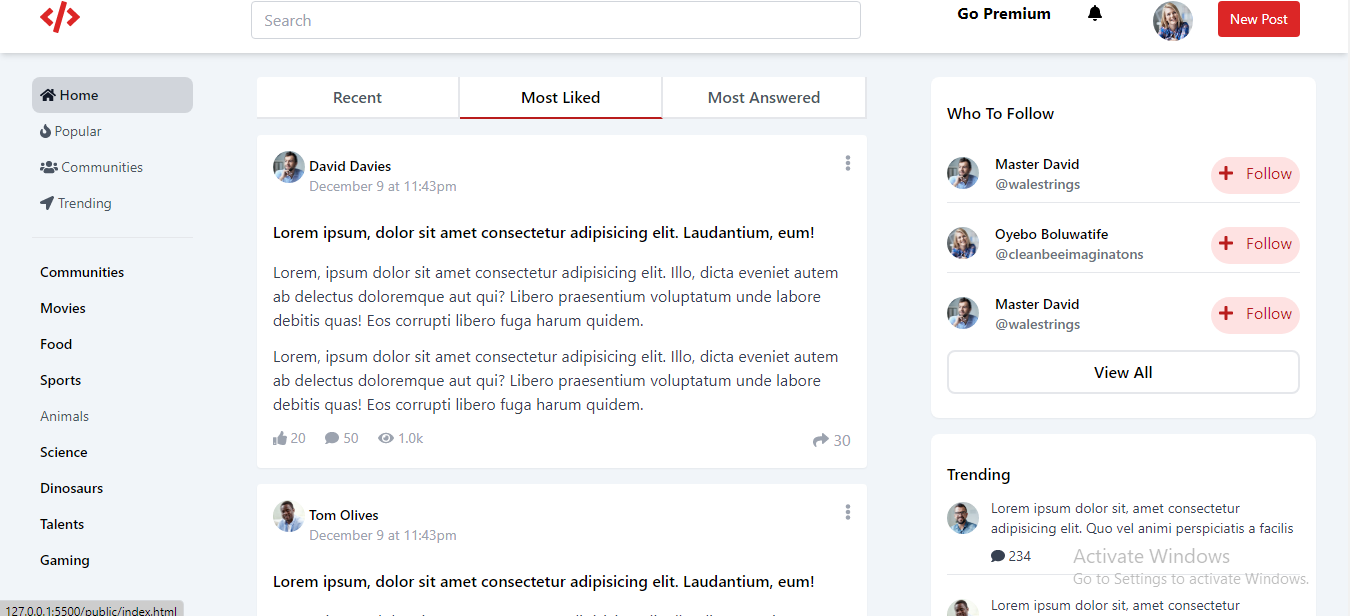 </>
Search
Go Premium
New Post
Home
Popular
Communities
Trending
Communities
Movies
Food
Sports
Animals
Science
Dinosaurs
Talents
Gaming
Recent
Most Liked
Most Answered
David Davies
December 9 at 11:43pm
Lorem ipsum, dolor sit amet consectetur adipisicing elit. Laudantium, eum!
Lorem, ipsum dolor sit amet consectetur adipisicing elit. Illo, dicta eveniet autem
ab delectus doloremque aut qui? Libero praesentium voluptatum unde labore
debitis quas! Eos corrupti libero fuga harum quidem.
Lorem, ipsum dolor sit amet consectetur adipisicing elit. Illo, dicta eveniet autem
ab delectus doloremque aut qui? Libero praesentium voluptatum unde labore
debitis quas! Eos corrupti libero fuga harum quidem.
20 50 1.0k 30
Tom Olives
December 9 at 11:43pm
Lorem ipsum, dolor sit amet consectetur adipisicing elit. Laudantium, eum!
Who To Follow
Master David
@walestrings
Follow
Oyebo Boluwatife
@cleanbeeimaginatons
Follow
Master David
@walestrings
Follow
View All
Trending
Lorem ipsum dolor sit, amet consectetur
adipisicing elit. Quo vel animi perspiciatis a facilis
234
Lorem ipsum dolor sit, amet consectetur
Activate Windows
Go to Settings to activate Windows.
127.0.0.1:5500/public/index.html